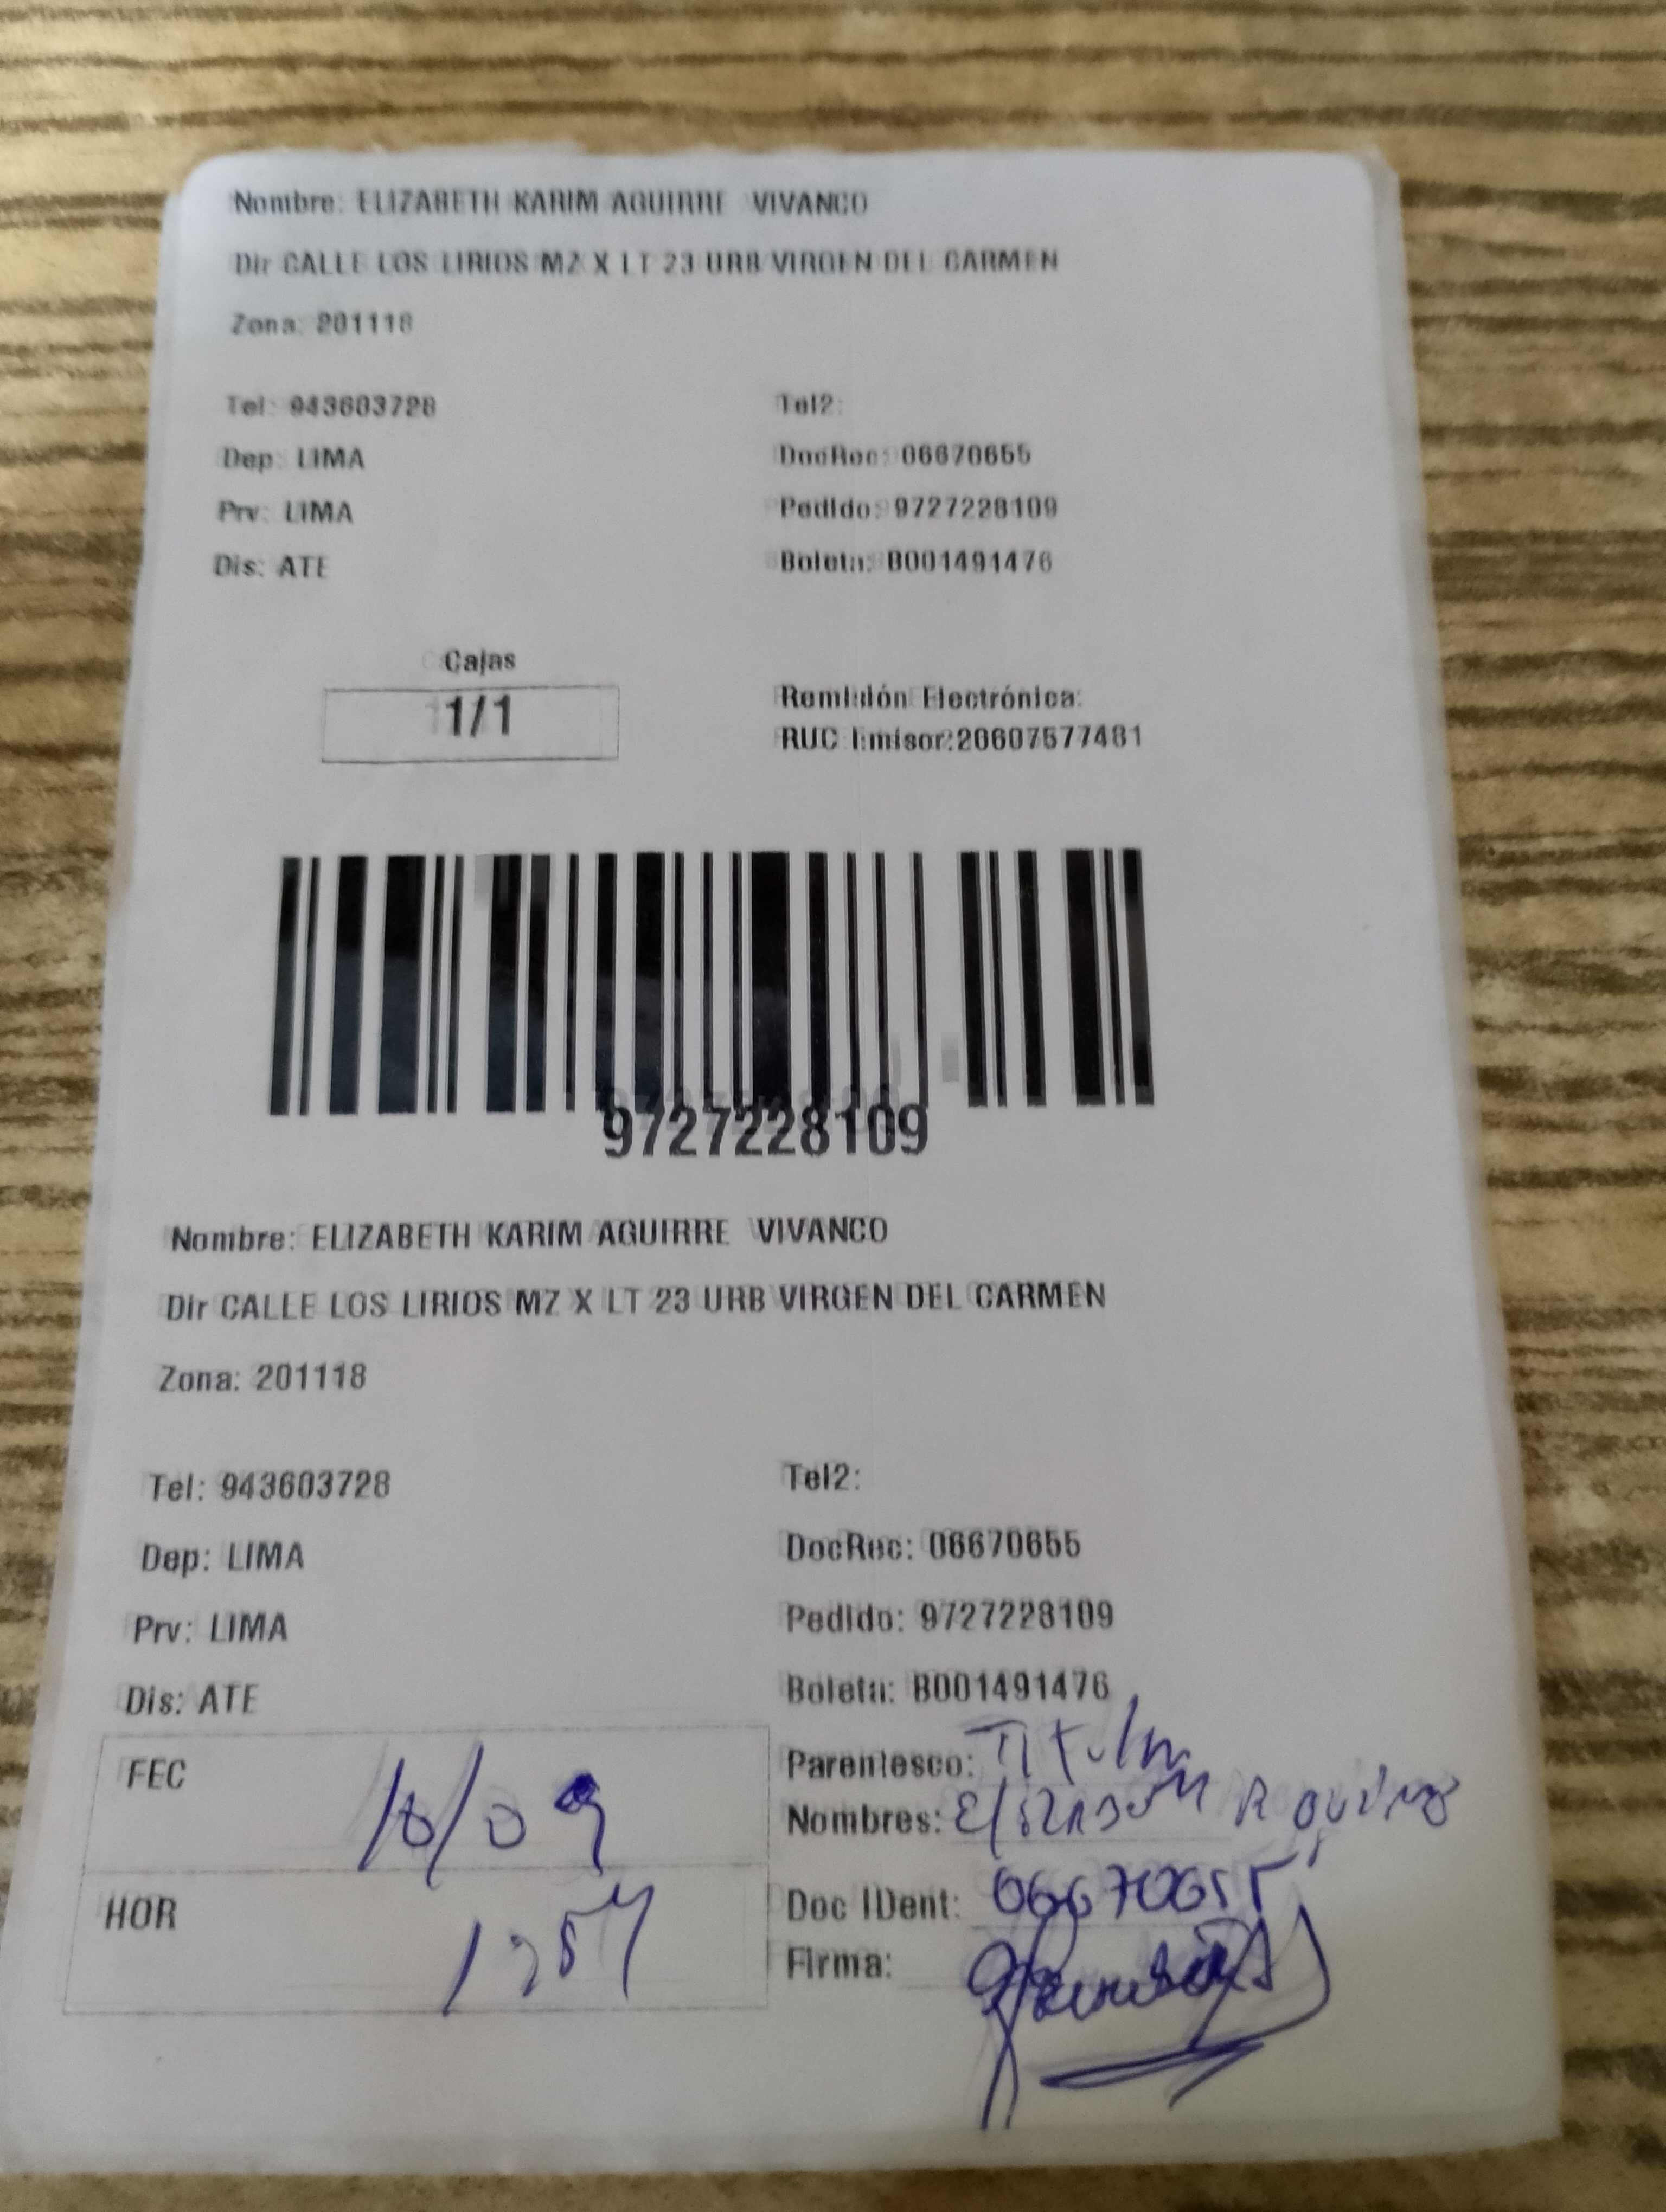 Nombre: ELIZABETH KARIM AGUIRRE VIVANCO
Dir CALLE LOS LIRIOS MZ X LT 23 URB VIRGEN DEL CARMEN
Zona: 201118
Tel: 943603728 Tel2:
Dep: LIMA DocRec: 06670655
Prv: LIMA Pedido: 9727228109
Dis: ATE Boleta: B001491476
Cajas
1/1
Remisión Electrónica:
RUC Emisor:20607577481
9727228109
Nombre: ELIZABETH KARIM AGUIRRE VIVANCO
Dir CALLE LOS LIRIOS MZ X LT 23 URB VIRGEN DEL CARMEN
Zona: 201118
Tel: 943603728 Tel2:
Dep: LIMA DocRec: 06670655
Prv: LIMA Pedido: 9727228109
Dis: ATE Boleta: B001491476
FEC 10/09
Parentesco: Titular
Nombres:
HOR
Doc IDent: 06670655
Firma: